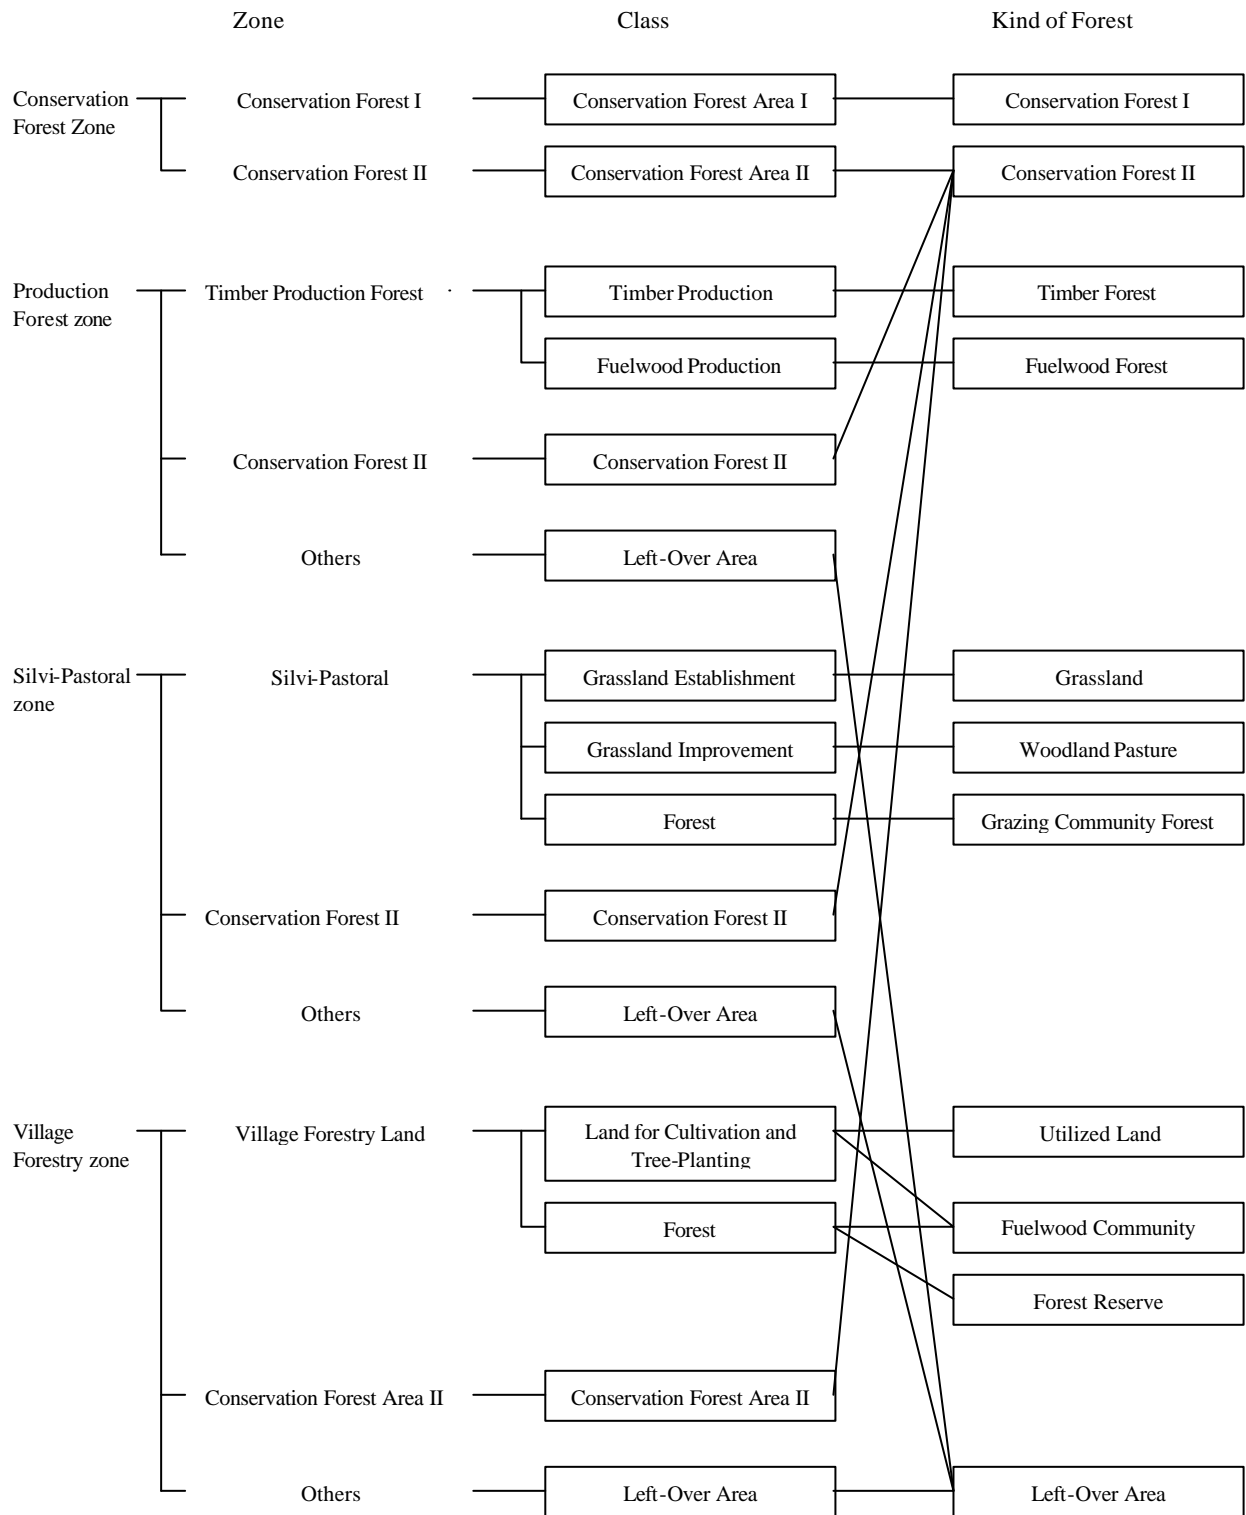 Zone Class Kind of Forest
Conservation Conservation Forest I Conservation Forest Area I Conservation Forest I
Forest Zone
Conservation Forest II Conservation Forest Area II Conservation Forest II
Production Timber Production Forest Timber Production Timber Forest
Forest zone
Fuelwood Production Fuelwood Forest
Conservation Forest II Conservation Forest II
Others Left-Over Area
Silvi-Pastoral Silvi-Pastoral Grassland Establishment Grassland
zone
Grassland Improvement Woodland Pasture
Forest Grazing Community Forest
Conservation Forest II Conservation Forest II
Others Left-Over Area
Village Village Forestry Land Land for Cultivation and Utilized Land
Forestry zone Tree-Planting
Forest Fuelwood Community
Forest Reserve
Conservation Forest Area II Conservation Forest Area II
Others Left-Over Area Left-Over Area